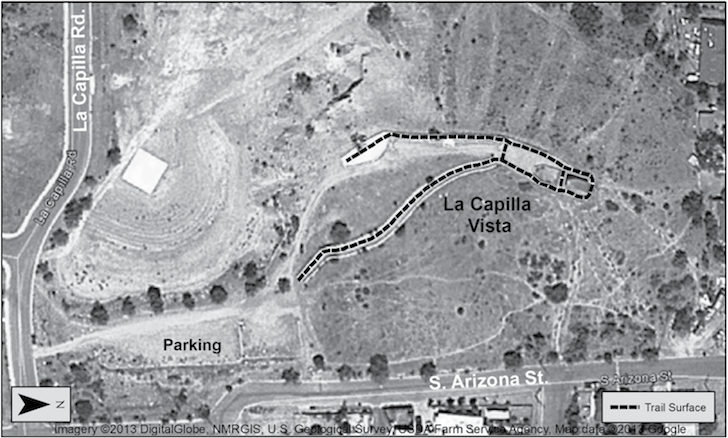 La Capilla Rd.
La Capilla Rd
La Capilla
Vista
Parking
S. Arizona St.
S Arizona St
N
Trail Surface
Imagery ©2013 DigitalGlobe, NMRGIS, U.S. Geological Survey, USDA Farm Service Agency, Map data ©2013 Google